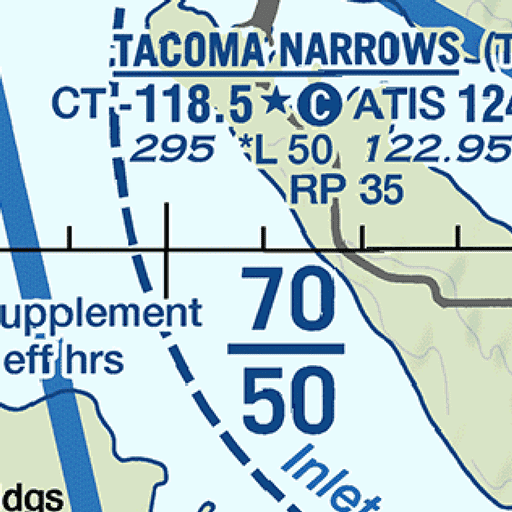 TACOMA NARROWS (T
CT-118.5 ★ C ATIS 124
295 *L 50 122.95
RP 35
70
50
upplement
eff hrs
Inlet
dgs